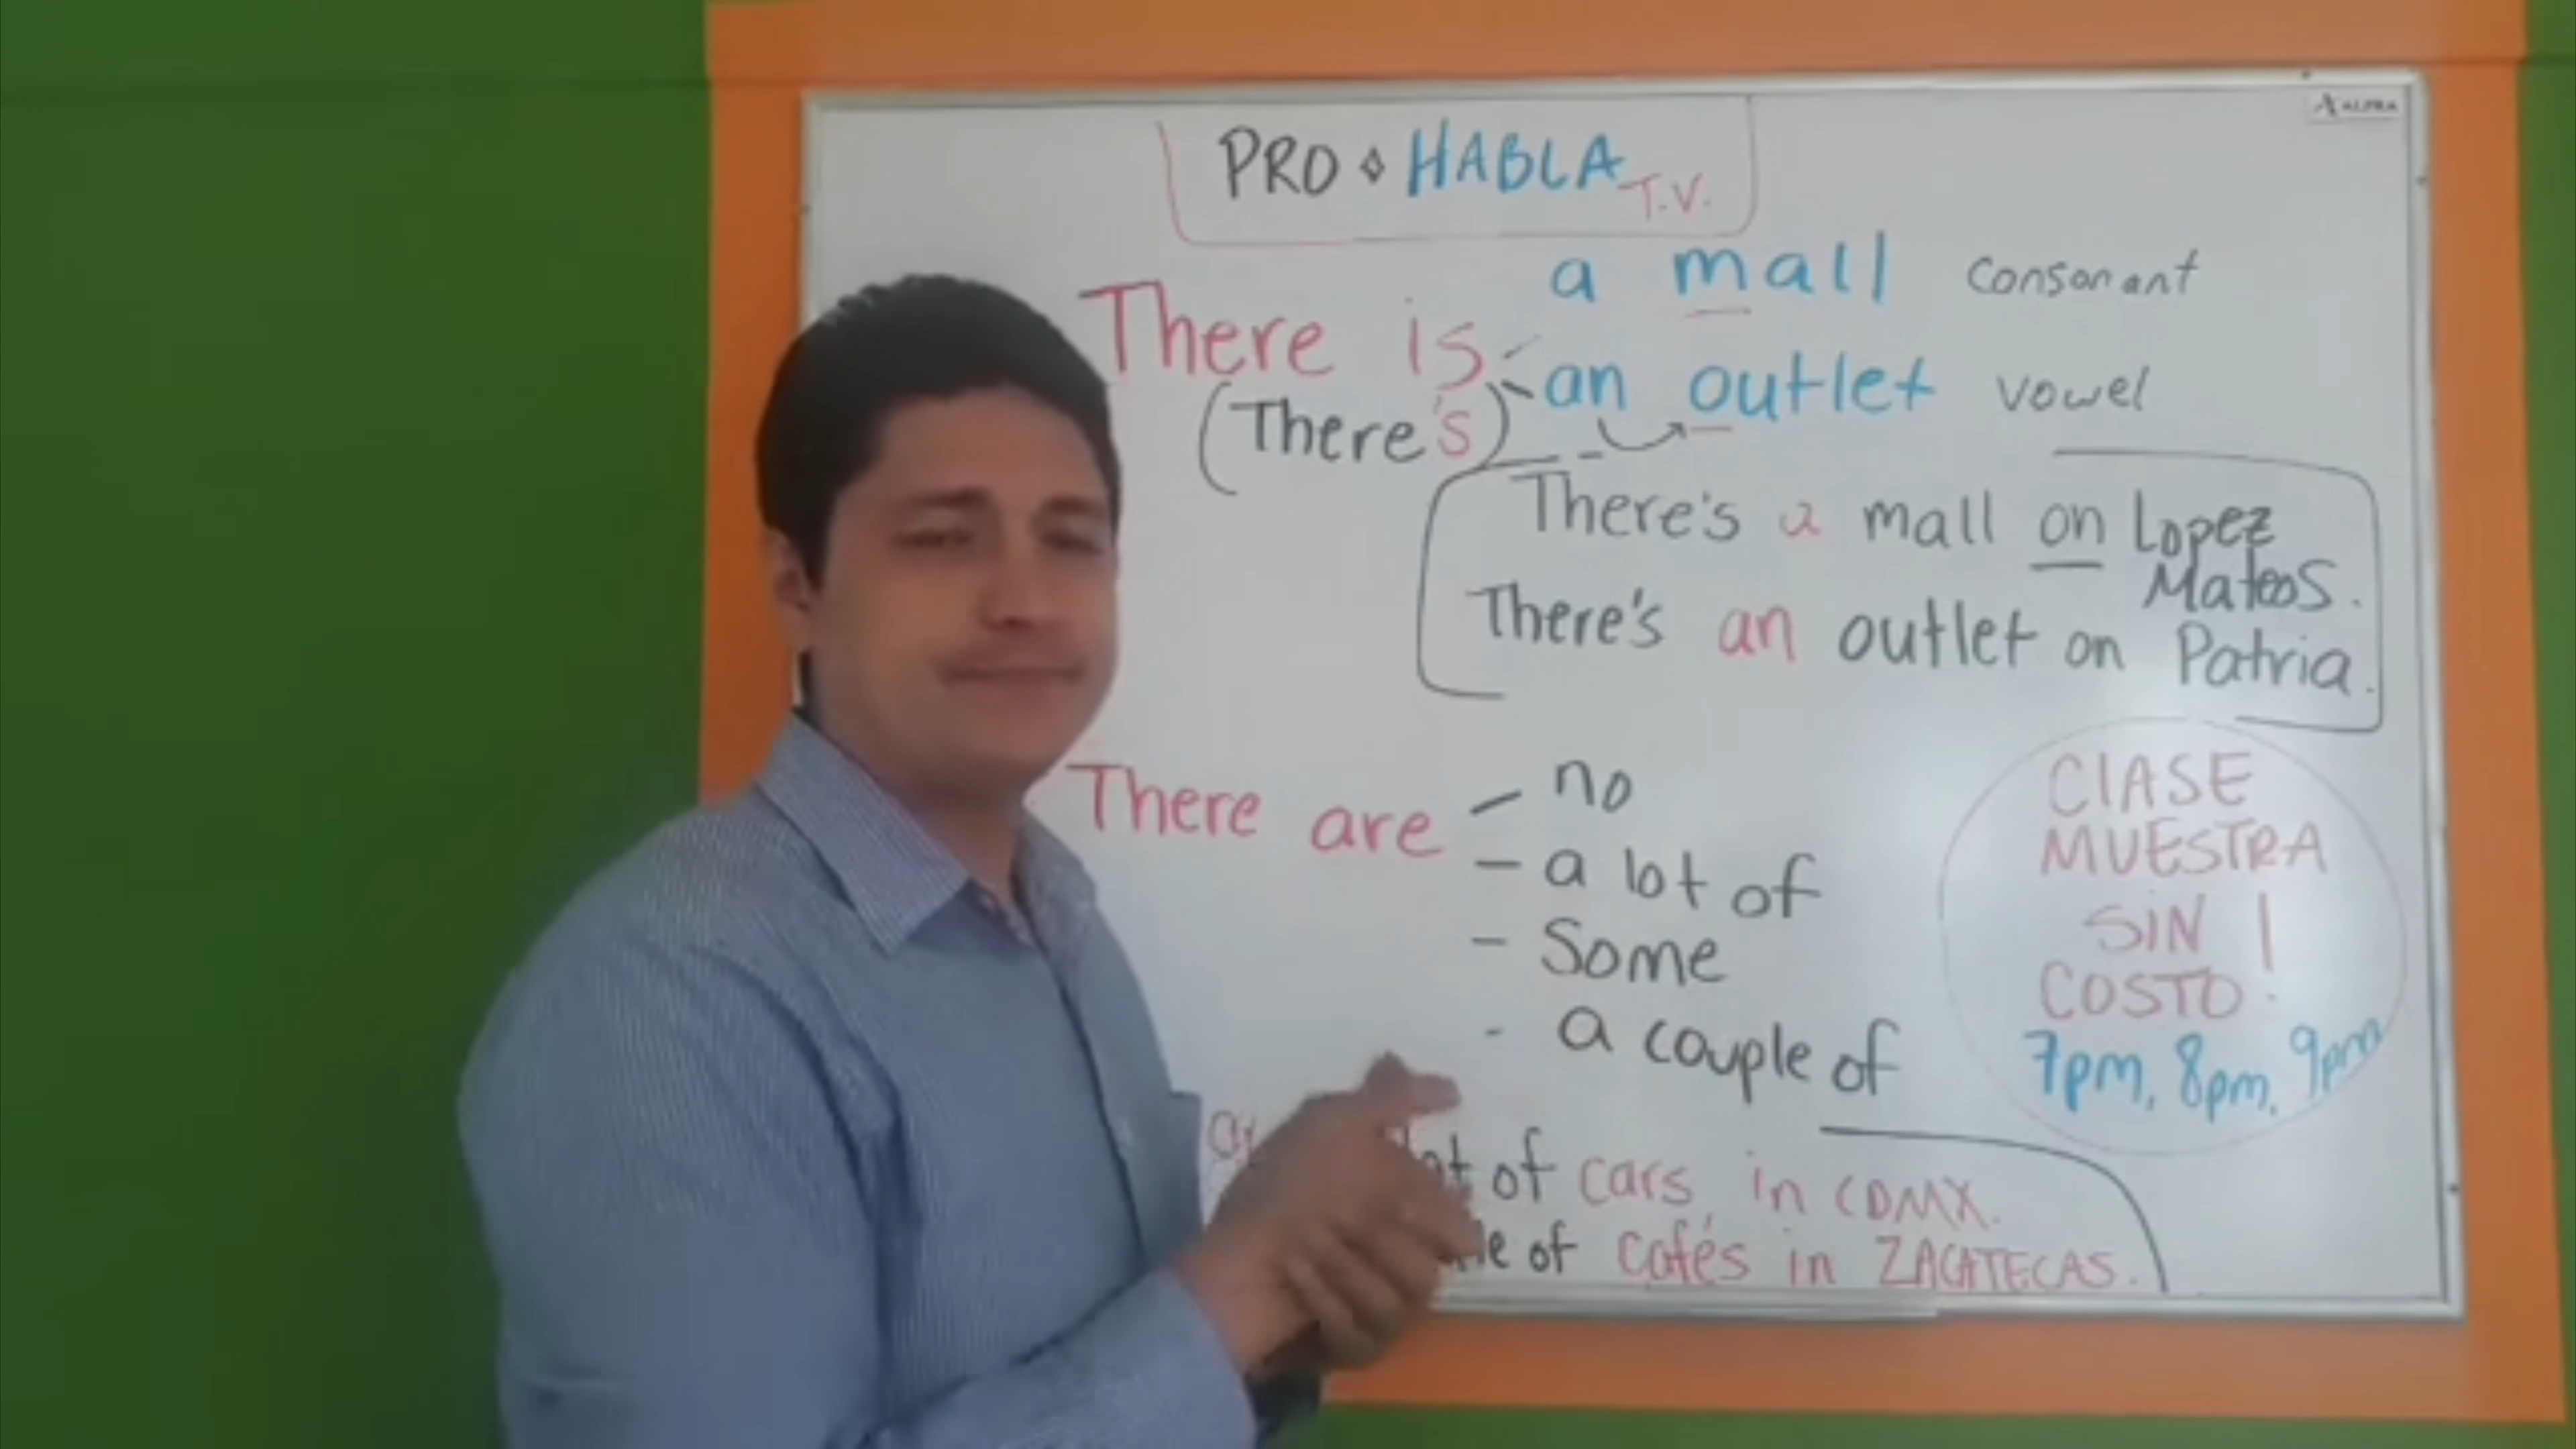 ALFRA
PRO ◊ HABLA T.V.
a mall consonant
There is
an outlet vowel
(There's)
There's a mall on Lopez
Mateos.
There's an outlet on Patria.
There are
no
- a lot of
- Some
- a couple of
ClASE
MUESTRA
SiN
COSTO!
7pm, 8pm, 9pm
of cars in CDMX.
of cafés in ZACATECAS.